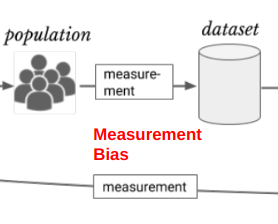 population
dataset
measure-
ment
Measurement
Bias
measurement